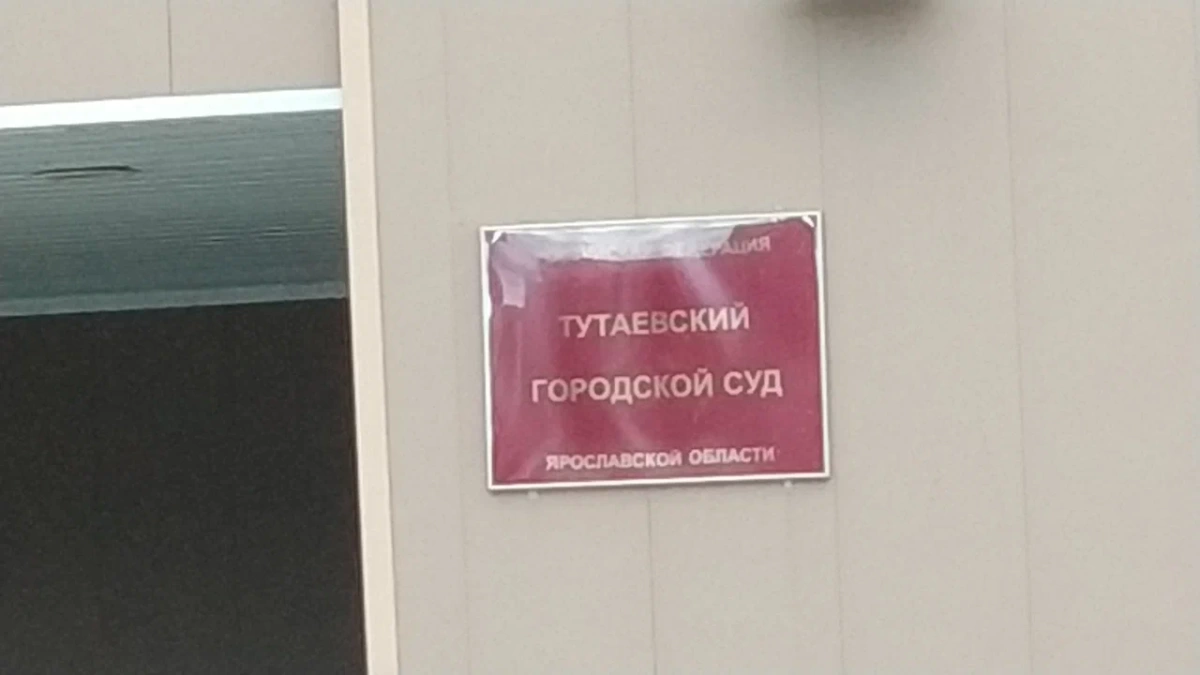 ТУТАЕВСКИЙ
ГОРОДСКОЙ СУД
ЯРОСЛАВСКОЙ ОБЛАСТИ